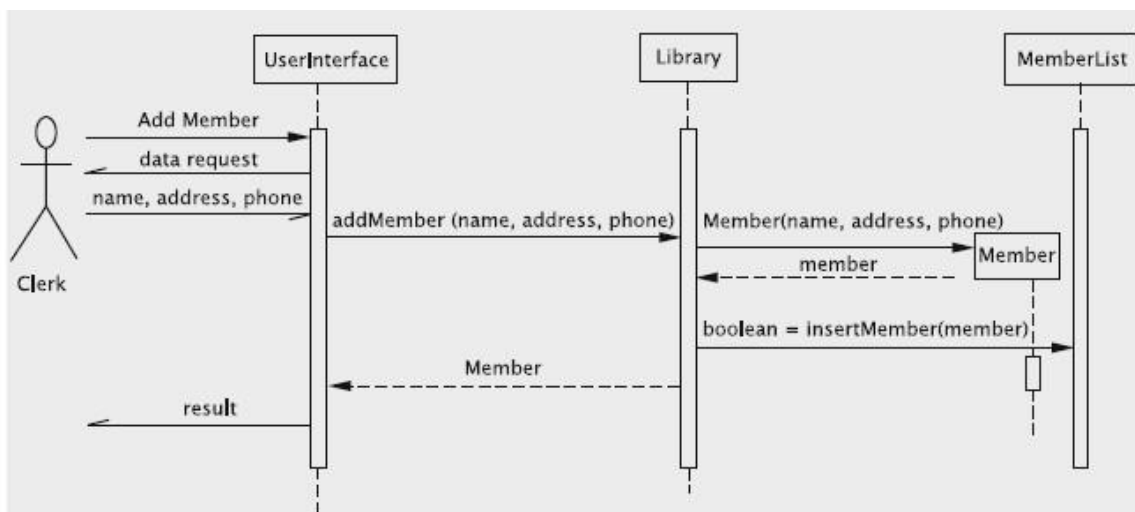 UserInterface
Library
MemberList
Add Member
data request
name, address, phone
addMember (name, address, phone)
Member(name, address, phone)
Member
member
Clerk
boolean = insertMember(member)
Member
result